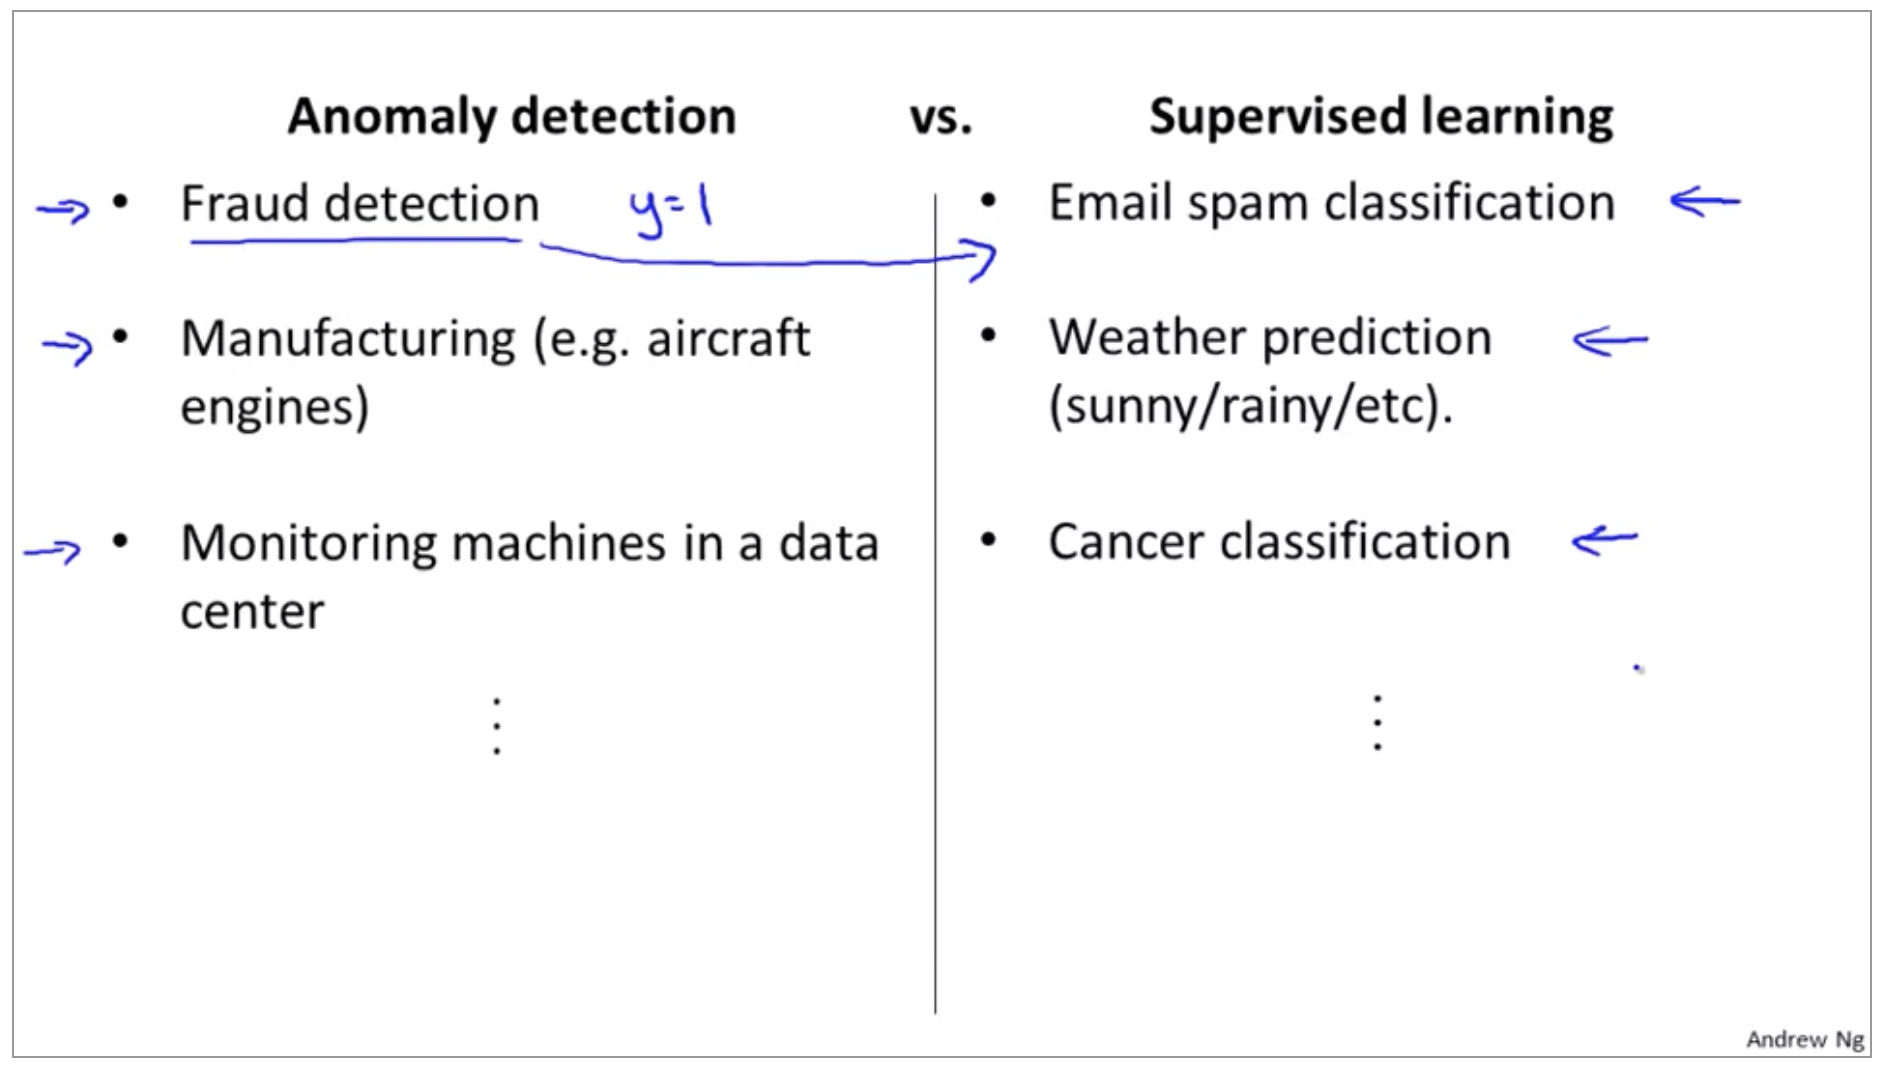 Anomaly detection vs. Supervised learning
• Fraud detection y=1
• Manufacturing (e.g. aircraft
engines)
• Monitoring machines in a data
center
⋮
• Email spam classification
• Weather prediction
(sunny/rainy/etc).
• Cancer classification
⋮
Andrew Ng